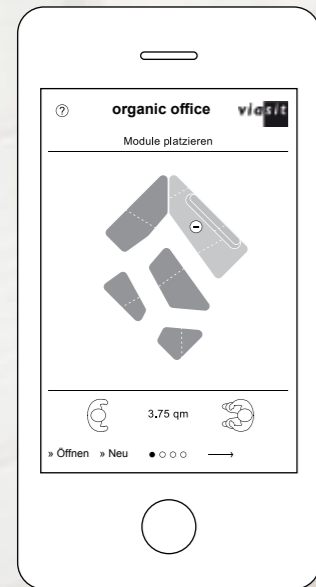 ? organic office viasit
Module platzieren
3.75 qm
» Öffnen » Neu